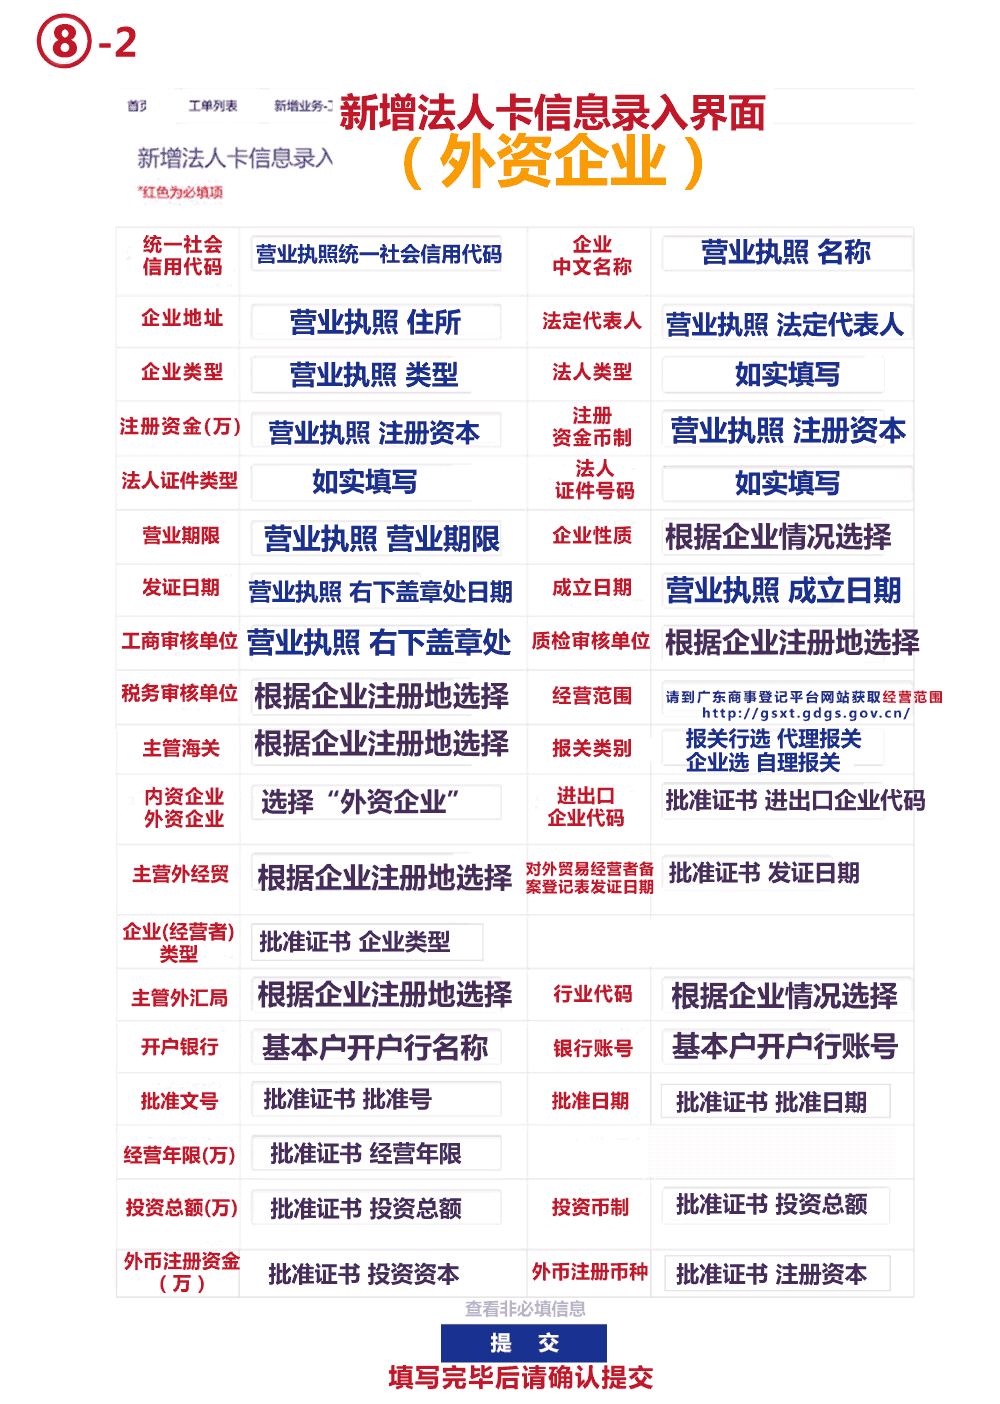 ⑧-2
首页 工单列表 新增业务-工
新增法人卡信息录入界面
(外资企业)
新增法人卡信息录入
*红色为必填项
统一社会
信用代码
营业执照统一社会信用代码
企业
中文名称
营业执照 名称
企业地址
营业执照 住所
法定代表人
营业执照 法定代表人
企业类型
营业执照 类型
法人类型
如实填写
注册资金(万)
营业执照 注册资本
注册
资金币制
营业执照 注册资本
法人证件类型
如实填写
法人
证件号码
如实填写
营业期限
营业执照 营业期限
企业性质
根据企业情况选择
发证日期
营业执照 右下盖章处日期
成立日期
营业执照 成立日期
工商审核单位
营业执照 右下盖章处
质检审核单位
根据企业注册地选择
税务审核单位
根据企业注册地选择
经营范围
请到广东商事登记平台网站获取经营范围
http://gsxt.gdgs.gov.cn/
主管海关
根据企业注册地选择
报关类别
报关行选 代理报关
企业选 自理报关
内资企业
外资企业
选择 “外资企业”
进出口
企业代码
批准证书 进出口企业代码
主营外经贸
根据企业注册地选择
对外贸易经营者备
案登记表发证日期
批准证书 发证日期
企业(经营者)
类型
批准证书 企业类型
主管外汇局
根据企业注册地选择
行业代码
根据企业情况选择
开户银行
基本户开户行名称
银行账号
基本户开户行账号
批准文号
批准证书 批准号
批准日期
批准证书 批准日期
经营年限(万)
批准证书 经营年限
投资总额(万)
批准证书 投资总额
投资币制
批准证书 投资总额
外币注册资金
(万)
批准证书 投资资本
外币注册币种
批准证书 注册资本
查看非必填信息
提 交
填写完毕后请确认提交